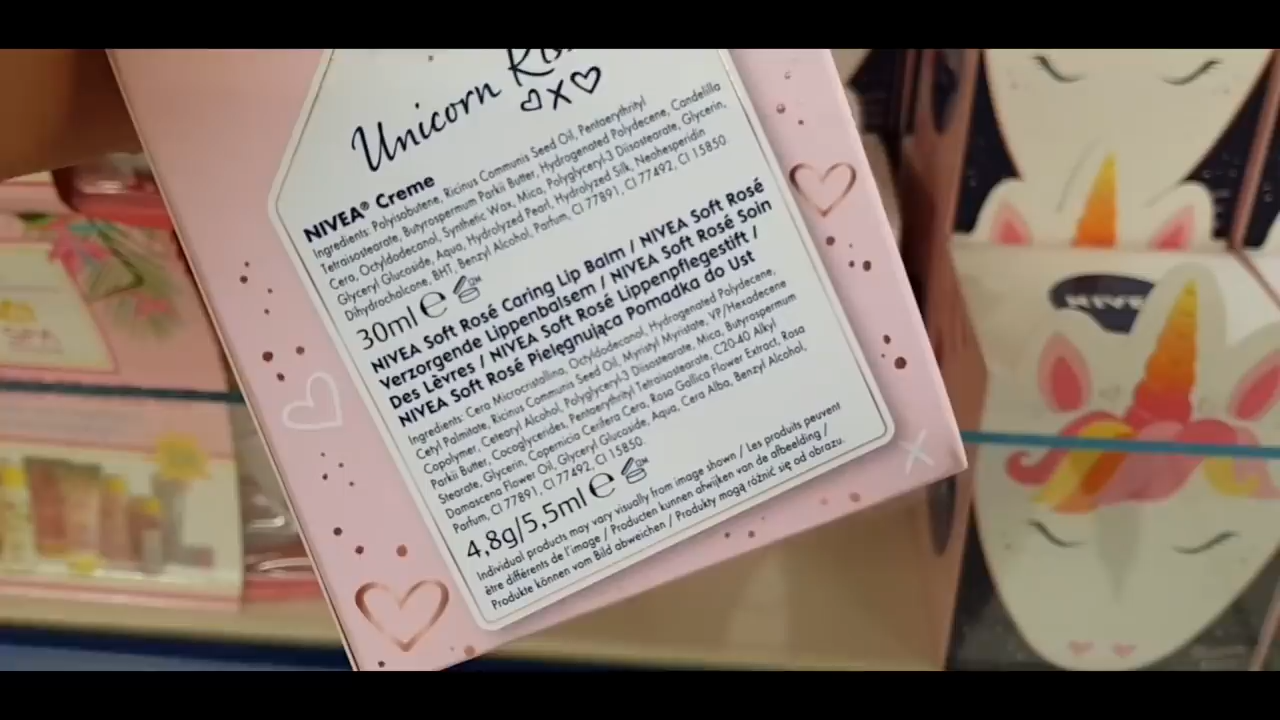 Unicorn
NIVEA® Creme
Ingredients: Polyisobutene, Ricinus Communis Seed Oil, Pentaerythrityl
Tetraisostearate, Butyrospermum Parkii Butter, Hydrogenated Polydecene, Candelilla
Cera, Octyldodecanol, Synthetic Wax, Mica, Polyglyceryl-3 Diisostearate, Glycerin,
Glyceryl Glucoside, Aqua, Hydrolyzed Pearl, Hydrolyzed Silk, Neohesperidin
Dihydrochalcone, BHT, Benzyl Alcohol, Parfum, CI 77891, CI 77492, CI 15850.
30ml ℮
NIVEA Soft Rosé Caring Lip Balm / NIVEA Soft Rosé
Verzorgende Lippenbalsem / NIVEA Soft Rosé Soin
Des Lèvres / NIVEA Soft Rosé Lippenpflegestift /
NIVEA Soft Rosé Pielęgnująca Pomadka do Ust
Ingredients: Cera Microcristallina, Octyldodecanol, Hydrogenated Polydecene,
Cetyl Palmitate, Ricinus Communis Seed Oil, Myristyl Myristate, VP/Hexadecene
Copolymer, Cetearyl Alcohol, Polyglyceryl-3 Diisostearate, Mica, Butyrospermum
Parkii Butter, Cocoglycerides, Pentaerythrityl Tetraisostearate, C20-40 Alkyl
Stearate, Glycerin, Copernicia Cerifera Cera, Rosa Gallica Flower Extract, Rosa
Damascena Flower Oil, Glyceryl Glucoside, Aqua, Cera Alba, Benzyl Alcohol,
Parfum, CI 77891, CI 77492, CI 15850.
4,8g/5,5ml ℮
Individual products may vary visually from image shown / Les produits peuvent
être différents de l'image / Producten kunnen afwijken van de afbeelding /
Produkte können vom Bild abweichen / Produkty mogą różnić się od obrazu.
NIVEA